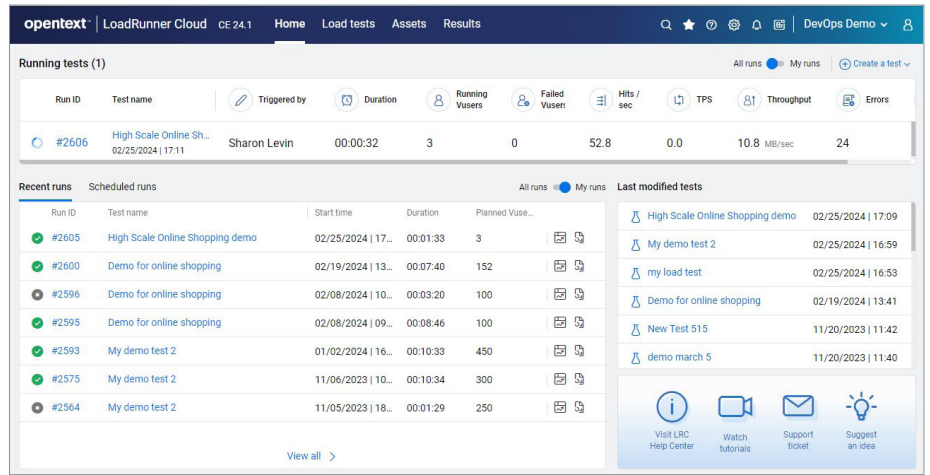 opentext™ | LoadRunner Cloud CE 24.1 Home Load tests Assets Results DevOps Demo
Running tests (1) All runs My runs Create a test
Run ID Test name Triggered by Duration Running Vusers Failed Vusers Hits / sec TPS Throughput Errors
#2606 High Scale Online Sh... Sharon Levin 00:00:32 3 0 52.8 0.0 10.8 MB/sec 24
02/25/2024 | 17:11
Recent runs Scheduled runs All runs My runs
Run ID Test name Start time Duration Planned Vuse...
#2605 High Scale Online Shopping demo 02/25/2024 | 17... 00:01:33 3
#2600 Demo for online shopping 02/19/2024 | 13... 00:07:40 152
#2596 Demo for online shopping 02/08/2024 | 10... 00:03:20 100
#2595 Demo for online shopping 02/08/2024 | 09... 00:08:46 100
#2593 My demo test 2 01/02/2024 | 16... 00:10:33 450
#2575 My demo test 2 11/06/2023 | 10... 00:10:34 300
#2564 My demo test 2 11/05/2023 | 18... 00:01:29 250
View all >
Last modified tests
High Scale Online Shopping demo 02/25/2024 | 17:09
My demo test 2 02/25/2024 | 16:59
my load test 02/25/2024 | 16:53
Demo for online shopping 02/19/2024 | 13:41
New Test 515 11/20/2023 | 11:42
demo march 5 11/20/2023 | 11:40
Visit LRC Help Center
Watch tutorials
Support ticket
Suggest an idea